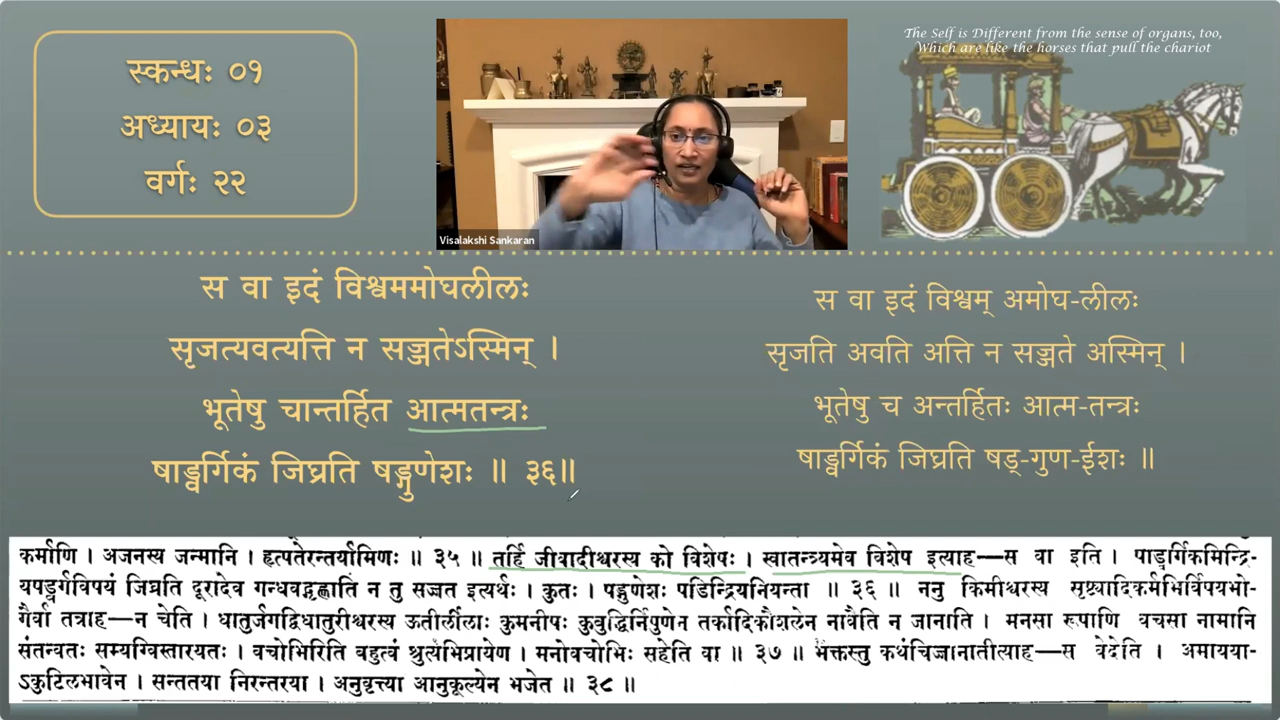 स्कन्धः ०१
अध्यायः ०३
वर्गः २२
Visalakshi Sankaran
The Self is Different from the sense of organs, too,
Which are like the horses that pull the chariot
स वा इदं विश्वममोघलीलः
सृजत्यवत्यत्ति न सज्जतेऽस्मिन् ।
भूतेषु चान्तर्हित आत्मतन्त्रः
षाड्वर्गिकं जिघ्रति षड्गुणेशः ॥ ३६॥
स वा इदं विश्वम् अमोघ-लीलः
सृजति अवति अत्ति न सज्जते अस्मिन् ।
भूतेषु च अन्तर्हितः आत्म-तन्त्रः
षाड्वर्गिकं जिघ्रति षड्-गुण-ईशः ॥
कर्माणि । अजनस्य जन्मानि । हृत्पतेरन्तर्यामिणः ॥ ३५ ॥ तर्हि जीवादीश्वरस्य को विशेषः । स्वातन्त्र्यमेव विशेष इत्याह—स वा इति । षाड्वर्गिकमिन्द्रि-
यषड्वर्गविषयं जिघ्रति दूरादेव गन्धवद्गृह्णाति न तु सज्जत इत्यर्थः । कुतः । षड्गुणेशः षडिन्द्रियनियन्ता ॥ ३६ ॥ ननु किमीश्वरस्य सृष्ट्यादिकर्मभिर्विषयभो-
गैर्वा तत्राह—न चेति । धातुर्जगद्विधातुरीश्वरस्य ऊतीर्लीलाः कुमनीषः कुबुद्धिर्निपुणेन तर्कादिकौशलेन नावैति न जानाति । मनसा रूपाणि वचसा नामानि
संतन्वतः सम्यग्विस्तारयतः । वचोभिरिति बहुत्वं श्रुत्यभिप्रायेण । मनोवचोभिः सहेति वा ॥ ३७ ॥ भक्तस्तु कथंचिज्जानातीत्याह—स वेदेति । अमायया-
ऽकुटिलभावेन । सन्ततया निरन्तरया । अनुवृत्त्या आनुकूल्येन भजेत ॥ ३८ ॥